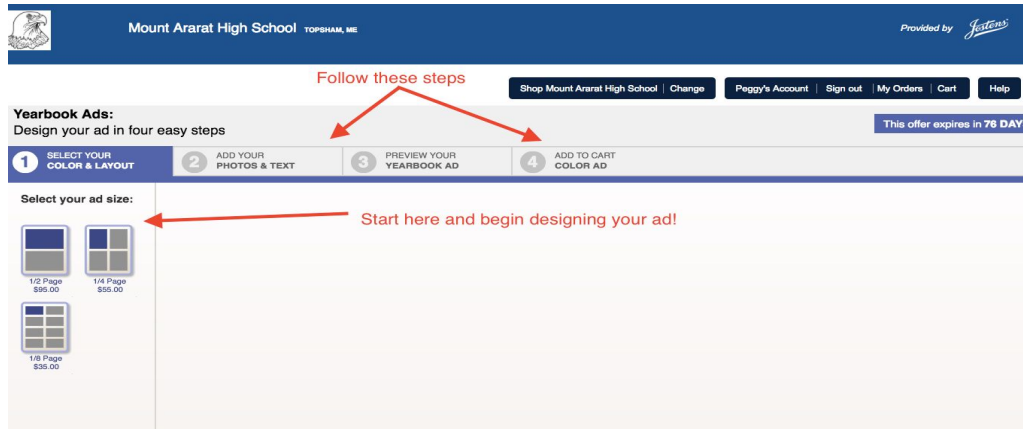 Mount Ararat High School TOPSHAM, ME
Provided by Jostens
Follow these steps
Shop Mount Ararat High School | Change
Peggy's Account | Sign out | My Orders | Cart
Help
Yearbook Ads:
Design your ad in four easy steps
This offer expires in 76 DAY
1 SELECT YOUR
COLOR & LAYOUT
2 ADD YOUR
PHOTOS & TEXT
3 PREVIEW YOUR
YEARBOOK AD
4 ADD TO CART
COLOR AD
Select your ad size:
Start here and begin designing your ad!
1/2 Page
$95.00
1/4 Page
$55.00
1/8 Page
$35.00